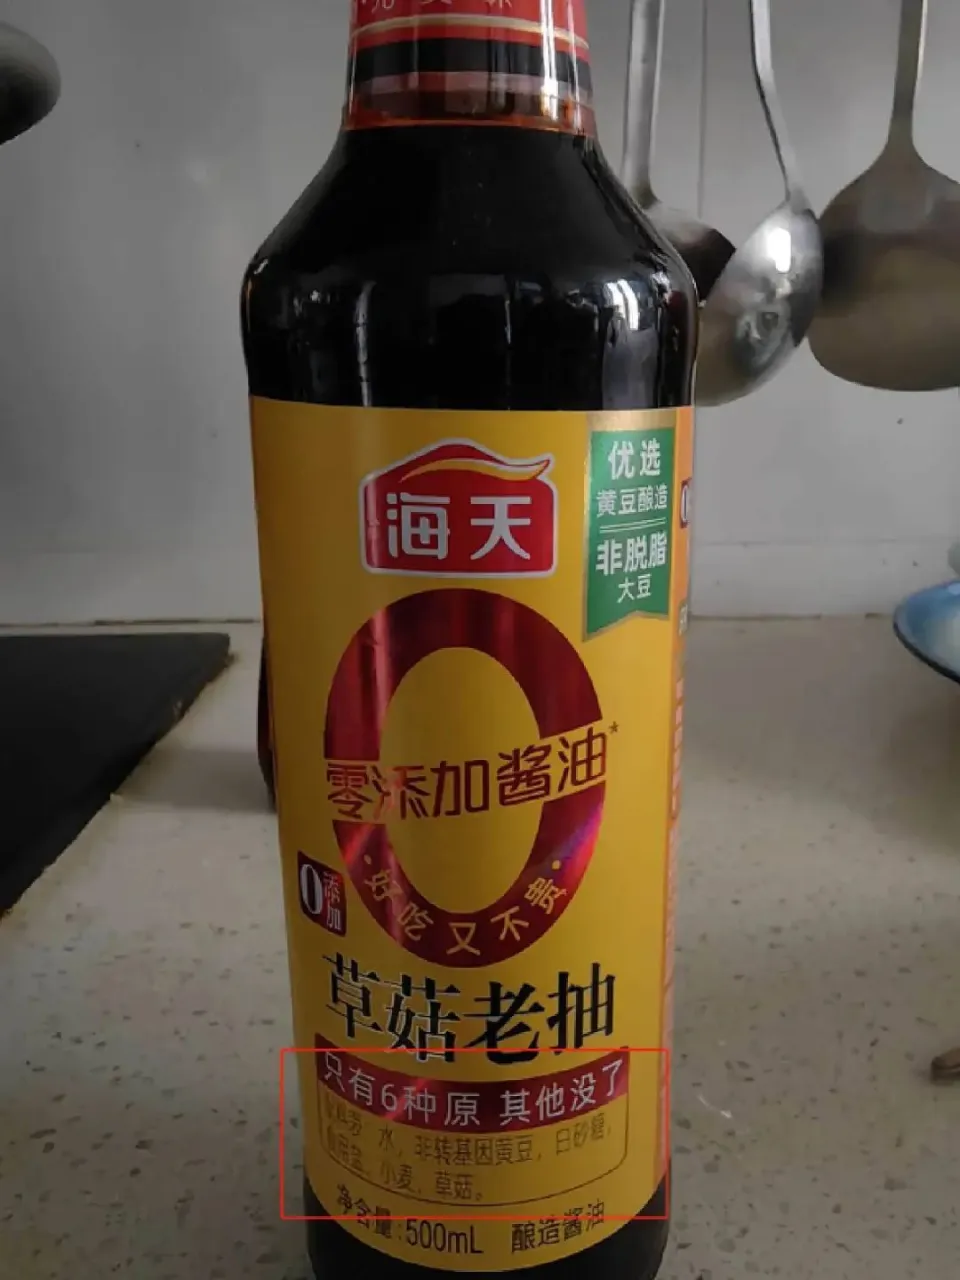 海天
优选
黄豆酿造
非脱脂
大豆
零添加酱油*
·好吃又不贵·
0添加
草菇老抽
只有6种原 其他没了
水，非转基因黄豆，白砂糖，
食用盐，小麦，草菇。
净含量:500mL 酿造酱油